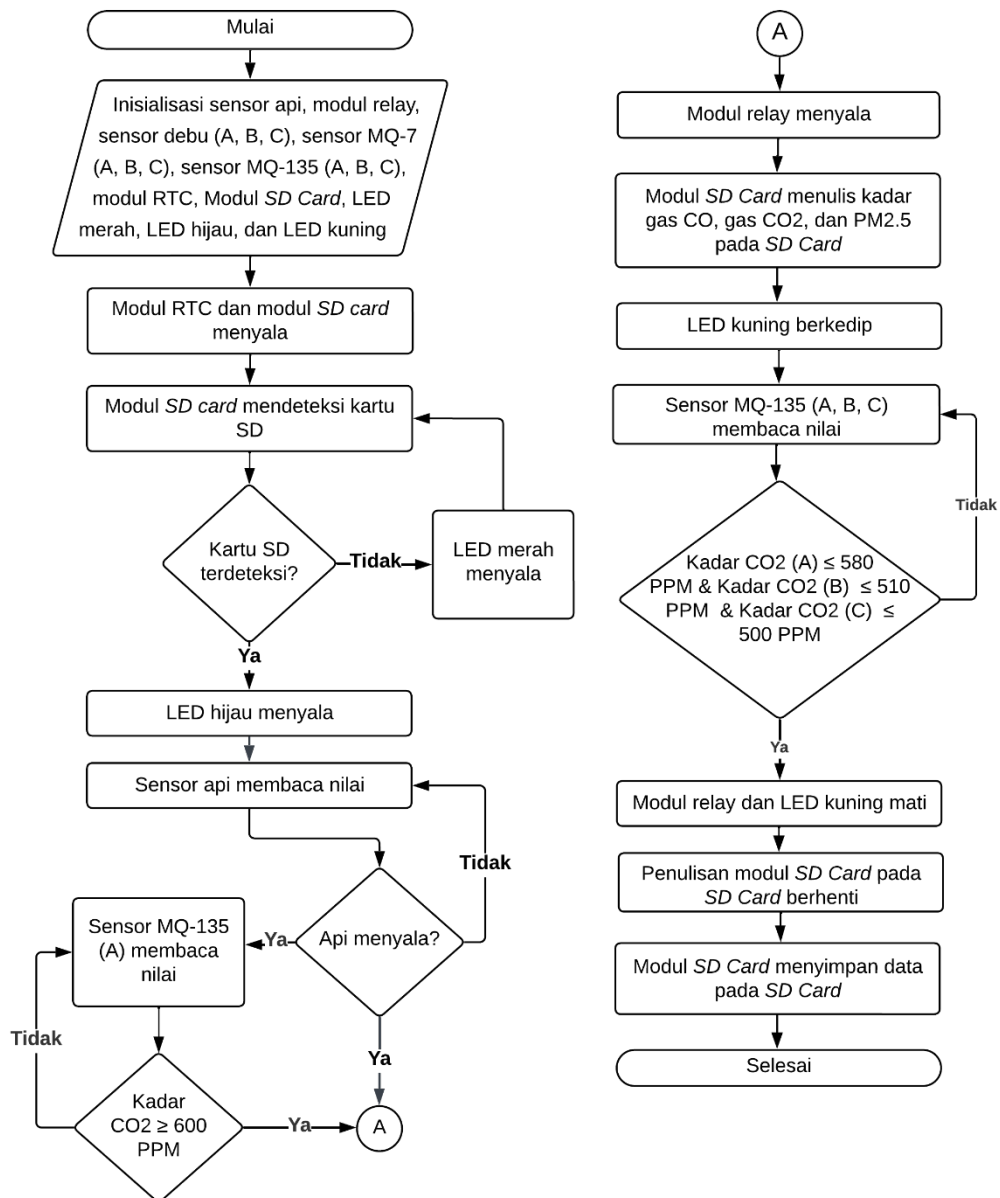 Mulai
Inisialisasi sensor api, modul relay,
sensor debu (A, B, C), sensor MQ-7
(A, B, C), sensor MQ-135 (A, B, C),
modul RTC, Modul SD Card, LED
merah, LED hijau, dan LED kuning
Modul RTC dan modul SD card
menyala
Modul SD card mendeteksi kartu
SD
Kartu SD
terdeteksi?
Tidak
LED merah
menyala
Ya
LED hijau menyala
Sensor api membaca nilai
Tidak
Api menyala?
Ya
Sensor MQ-135
(A) membaca
nilai
Tidak
Ya
Kadar
CO2 ≥ 600
PPM
Ya
A
A
Modul relay menyala
Modul SD Card menulis kadar
gas CO, gas CO2, dan PM2.5
pada SD Card
LED kuning berkedip
Sensor MQ-135 (A, B, C)
membaca nilai
Tidak
Kadar CO2 (A) ≤ 580
PPM & Kadar CO2 (B) ≤ 510
PPM & Kadar CO2 (C) ≤
500 PPM
Ya
Modul relay dan LED kuning mati
Penulisan modul SD Card pada
SD Card berhenti
Modul SD Card menyimpan data
pada SD Card
Selesai